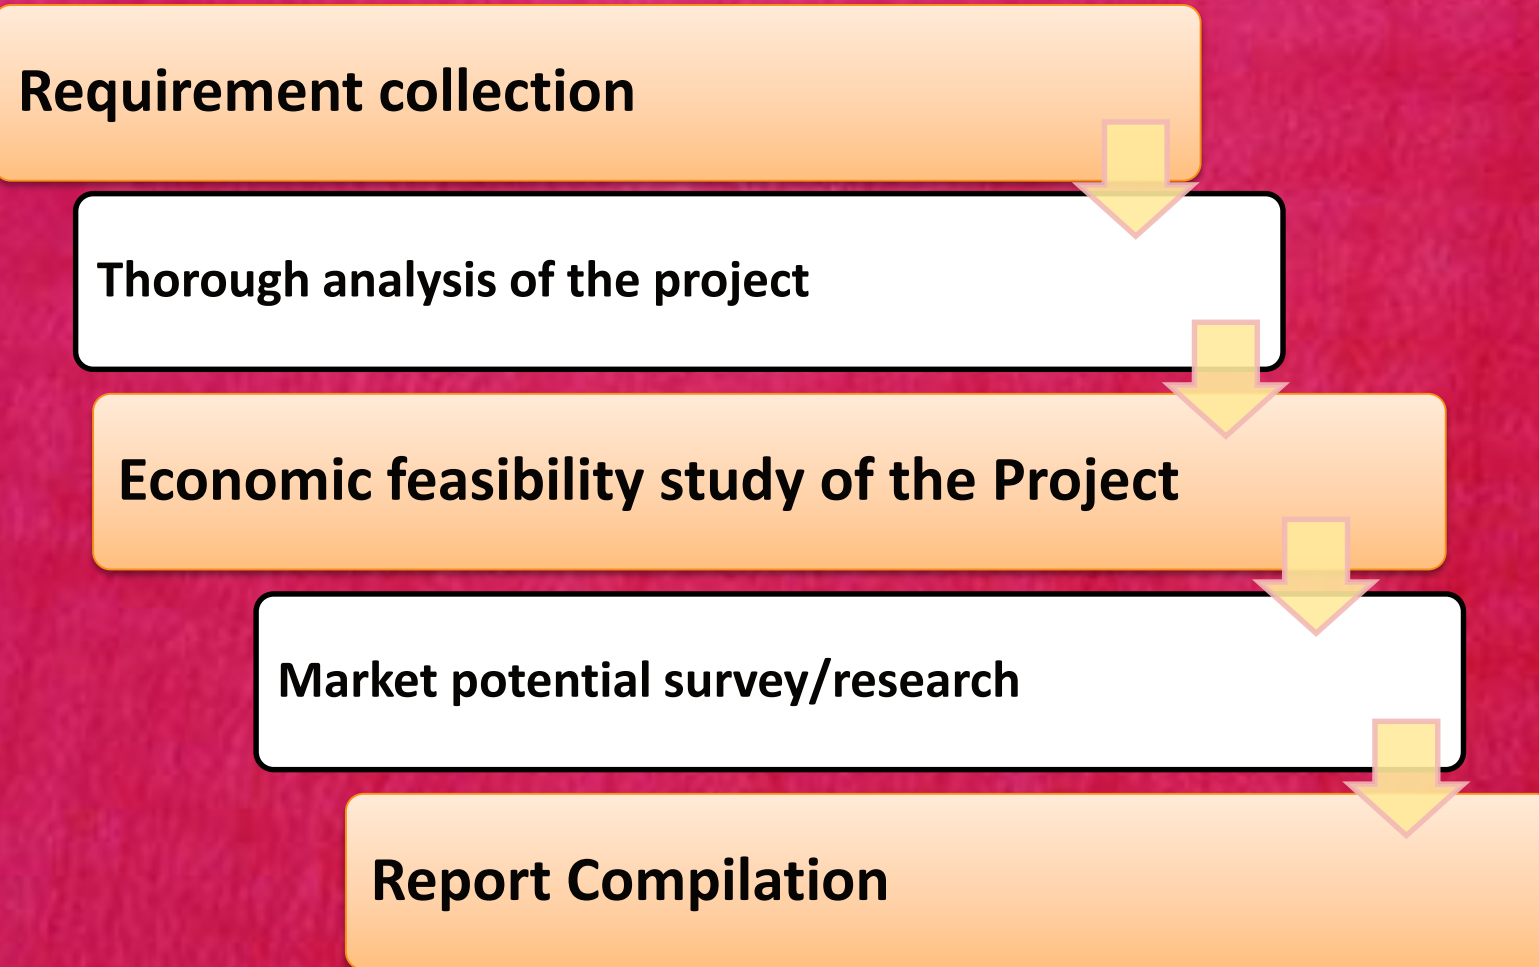 Requirement collection
Thorough analysis of the project
Economic feasibility study of the Project
Market potential survey/research
Report Compilation